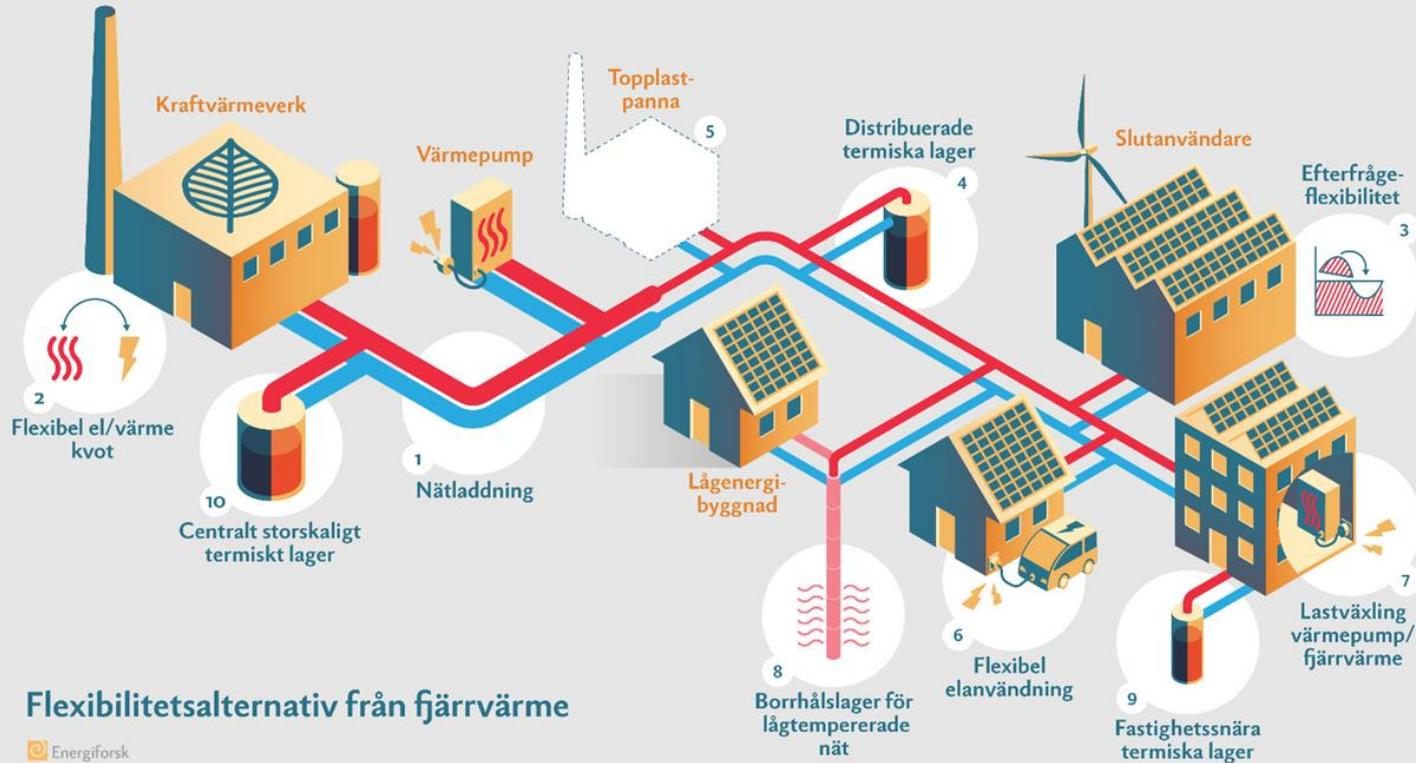 Kraftvärmeverk
Värmepump
Topplast-
panna
5
Distribuerade
termiska lager
4
Slutanvändare
Efterfråge-
flexibilitet
3
2
Flexibel el/värme
kvot
10
Centralt storskaligt
termiskt lager
1
Nätladdning
Lågenergi-
byggnad
8
Borrhålslager för
lågtempererade
nät
6
Flexibel
elanvändning
7
Lastväxling
värmepump/
fjärrvärme
9
Fastighetssnära
termiska lager
Flexibilitetsalternativ från fjärrvärme
Energiforsk